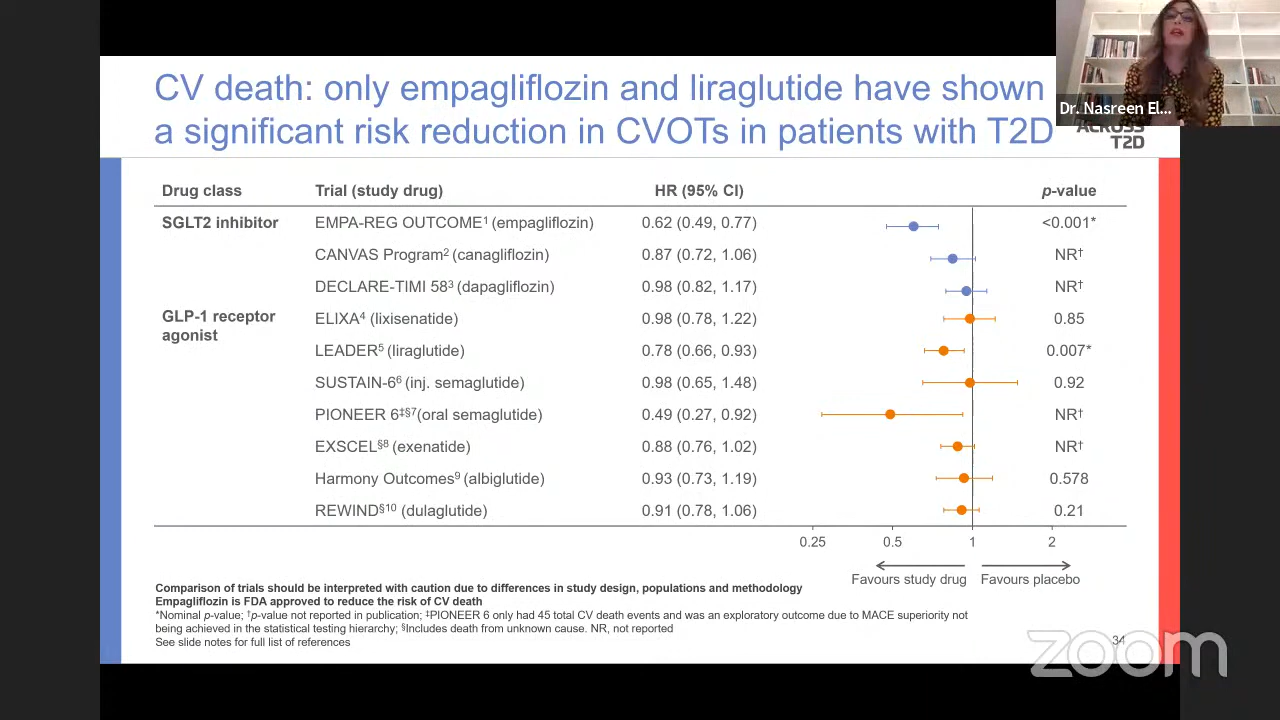 CV death: only empagliflozin and liraglutide have shown
a significant risk reduction in CVOTs in patients with T2D
Dr. Nasreen El...
ACROSS
T2D
Drug class Trial (study drug) HR (95% CI) p-value
SGLT2 inhibitor EMPA-REG OUTCOME¹ (empagliflozin) 0.62 (0.49, 0.77) <0.001*
CANVAS Program² (canagliflozin) 0.87 (0.72, 1.06) NR†
DECLARE-TIMI 58³ (dapagliflozin) 0.98 (0.82, 1.17) NR†
GLP-1 receptor
agonist
ELIXA⁴ (lixisenatide) 0.98 (0.78, 1.22) 0.85
LEADER⁵ (liraglutide) 0.78 (0.66, 0.93) 0.007*
SUSTAIN-6⁶ (inj. semaglutide) 0.98 (0.65, 1.48) 0.92
PIONEER 6‡§⁷(oral semaglutide) 0.49 (0.27, 0.92) NR†
EXSCEL§⁸ (exenatide) 0.88 (0.76, 1.02) NR†
Harmony Outcomes⁹ (albiglutide) 0.93 (0.73, 1.19) 0.578
REWIND§¹⁰ (dulaglutide) 0.91 (0.78, 1.06) 0.21
0.25 0.5 1 2
Favours study drug Favours placebo
Comparison of trials should be interpreted with caution due to differences in study design, populations and methodology
Empagliflozin is FDA approved to reduce the risk of CV death
*Nominal p-value; †p-value not reported in publication; ‡PIONEER 6 only had 45 total CV death events and was an exploratory outcome due to MACE superiority not
being achieved in the statistical testing hierarchy; §Includes death from unknown cause. NR, not reported
See slide notes for full list of references
34
zoom